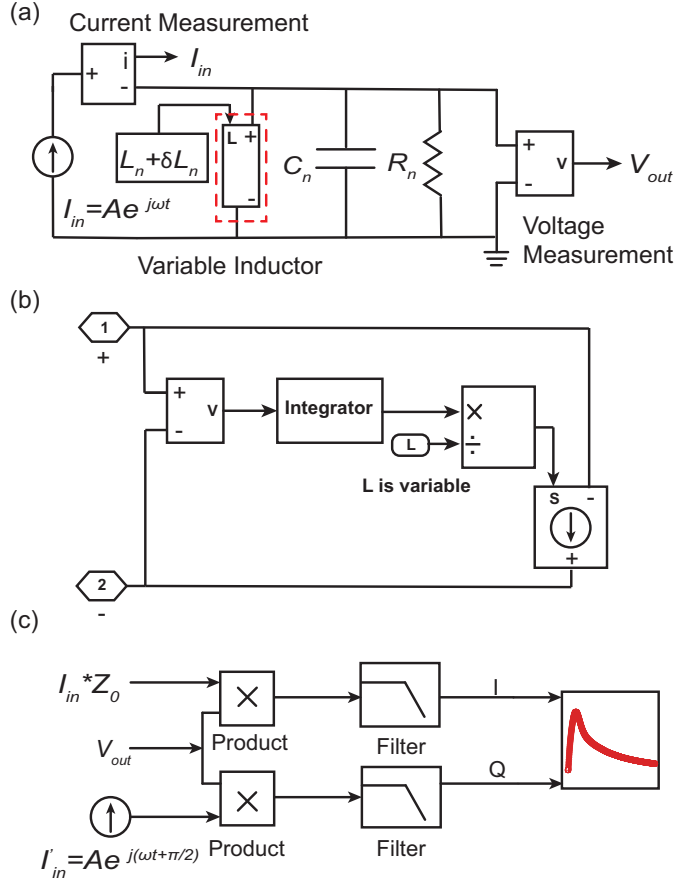 (a)
Current Measurement
i
I_in
+
-
L_n+δL_n
L
+
-
C_n
R_n
+
-
v
V_out
I_in=Ae^jωt
Variable Inductor
Voltage
Measurement
(b)
1
+
+
-
v
Integrator
×
L
÷
L is variable
S
-
+
2
-
(c)
I_in*Z_0
×
I
Product
Filter
V_out
Q
×
Product
Filter
I'_in=Ae^j(ωt+π/2)